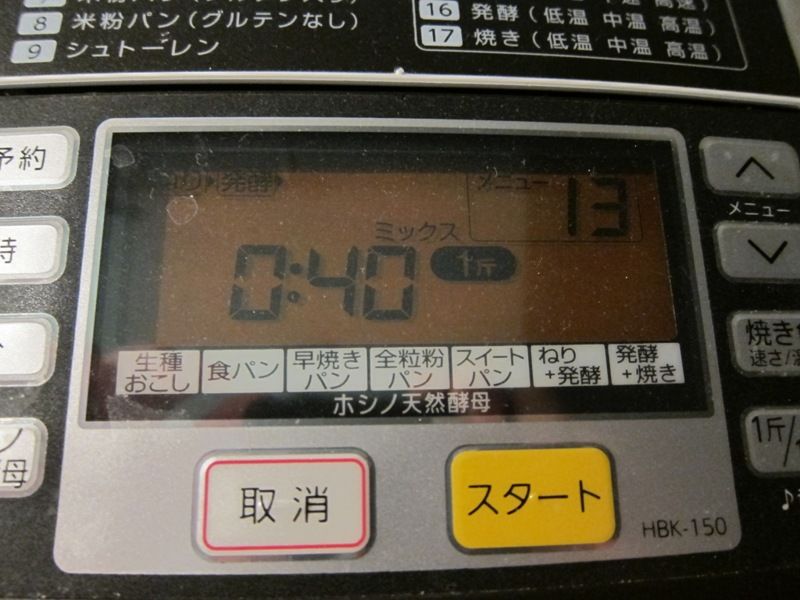 8 米粉パン(グルテンなし)
9 シュトーレン
16 発酵(低温 中温 高温)
17 焼き(低温 中温 高温)
予約
時
ねり 発酵
メニュー 13
ミックス
0:40 1斤
メニュー
生種おこし 食パン 早焼きパン 全粒粉パン スイートパン ねり+発酵 発酵+焼き
ホシノ天然酵母
焼き
速さ/
1斤/
母
取消
スタート
HBK-150